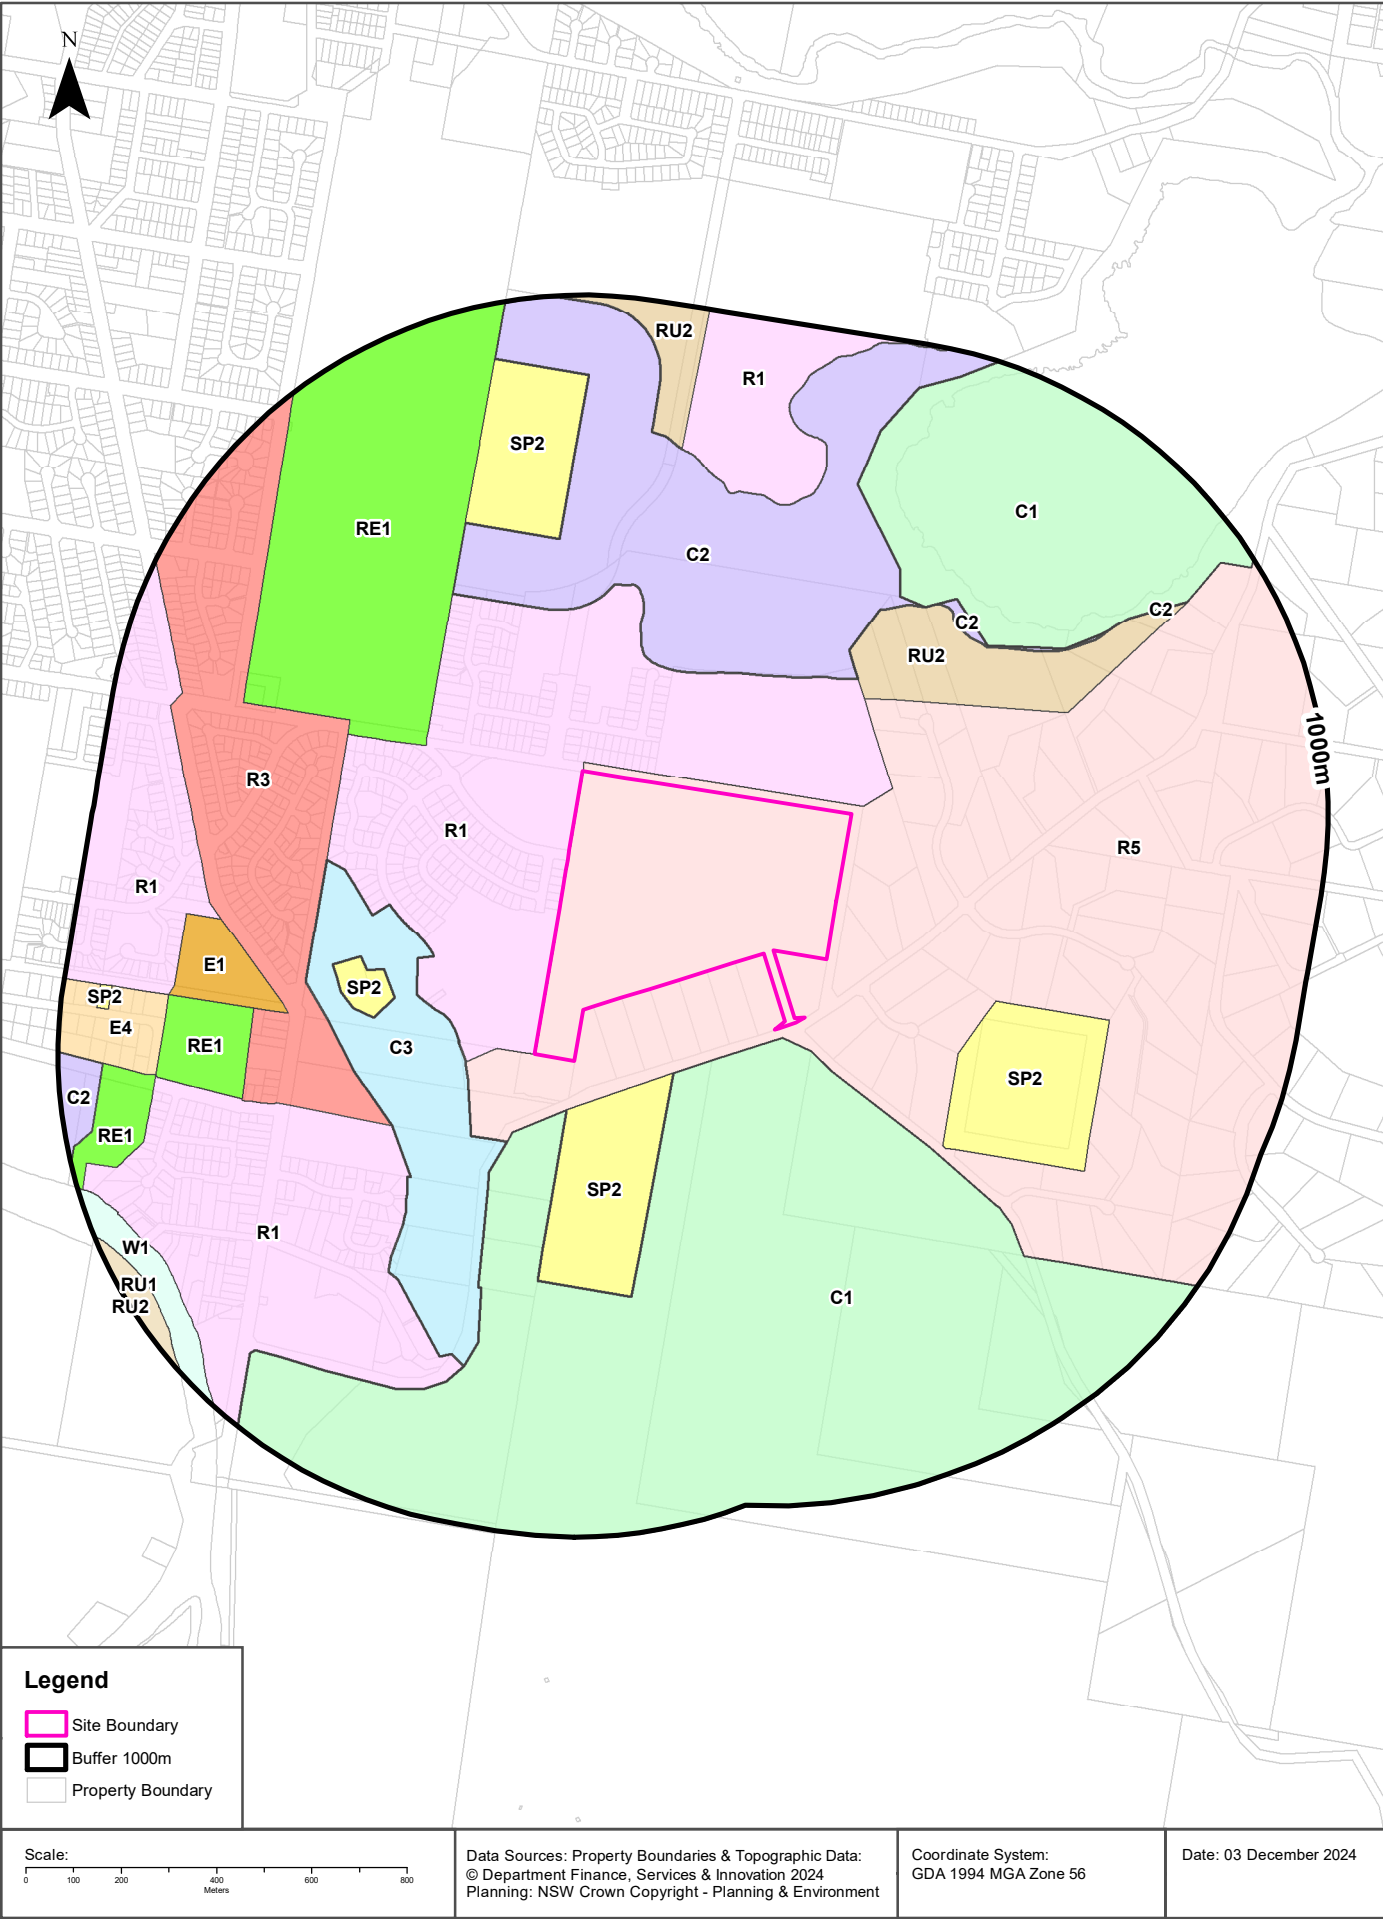 N
RU2
R1
SP2
C1
RE1
C2
C2
C2
RU2
1000m
R3
R1
R5
R1
E1
SP2
SP2
E4
RE1
C3
SP2
C2
RE1
SP2
R1
W1
RU1
RU2
C1
Legend
Site Boundary
Buffer 1000m
Property Boundary
Scale:
0 100 200 400 600 800
Meters
Data Sources: Property Boundaries & Topographic Data:
© Department Finance, Services & Innovation 2024
Planning: NSW Crown Copyright - Planning & Environment
Coordinate System:
GDA 1994 MGA Zone 56
Date: 03 December 2024